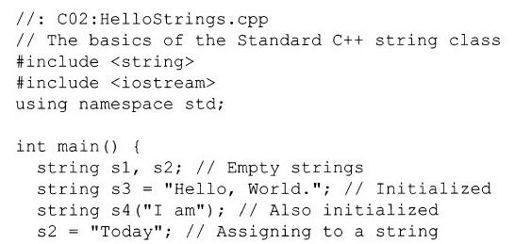 //: C02:HelloStrings.cpp
// The basics of the Standard C++ string class
#include <string>
#include <iostream>
using namespace std;

int main() {
  string s1, s2; // Empty strings
  string s3 = "Hello, World."; // Initialized
  string s4("I am"); // Also initialized
  s2 = "Today"; // Assigning to a string